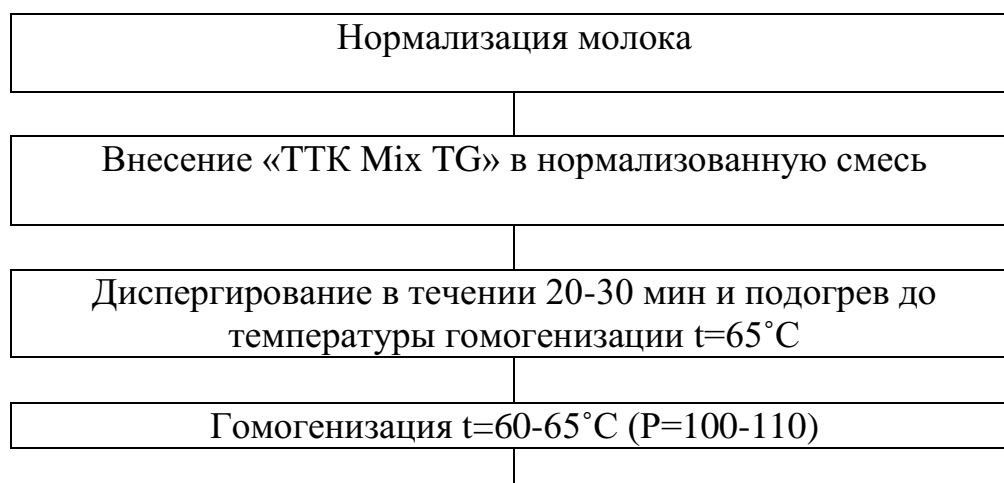 Нормализация молока
Внесение «ТТК Mix TG» в нормализованную смесь
Диспергирование в течении 20-30 мин и подогрев до
температуры гомогенизации t=65˚С
Гомогенизация t=60-65˚С (Р=100-110)